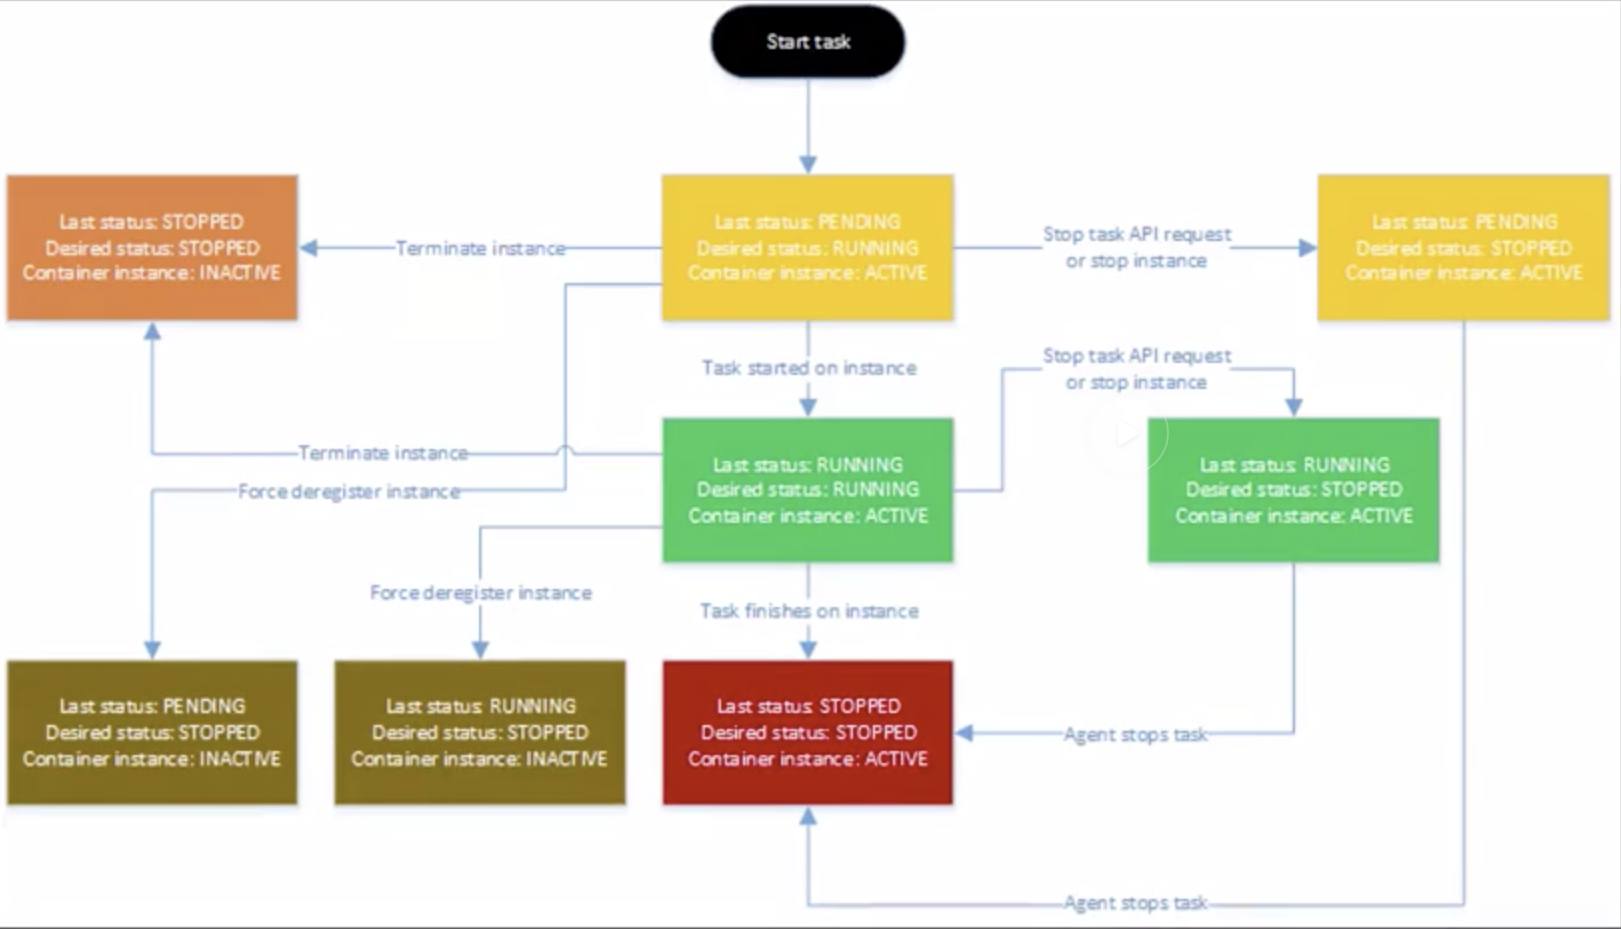 Start task
Last status: STOPPED
Desired status: STOPPED
Container instance: INACTIVE
Terminate instance
Last status: PENDING
Desired status: RUNNING
Container instance: ACTIVE
Stop task API request
or stop instance
Last status: PENDING
Desired status: STOPPED
Container instance: ACTIVE
Task started on instance
Stop task API request
or stop instance
Terminate instance
Force deregister instance
Last status: RUNNING
Desired status: RUNNING
Container instance: ACTIVE
Last status: RUNNING
Desired status: STOPPED
Container instance: ACTIVE
Force deregister instance
Task finishes on instance
Last status: PENDING
Desired status: STOPPED
Container instance: INACTIVE
Last status: RUNNING
Desired status: STOPPED
Container instance: INACTIVE
Last status: STOPPED
Desired status: STOPPED
Container instance: ACTIVE
Agent stops task
Agent stops task